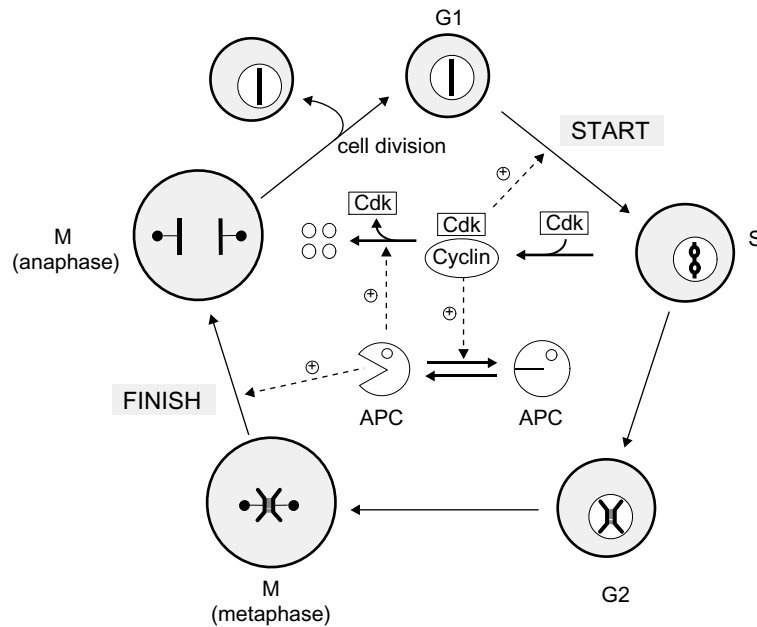 G1
START
cell division
Cdk
Cdk
Cdk
Cyclin
S
M
(anaphase)
+
+
+
+
FINISH
APC
APC
M
(metaphase)
G2